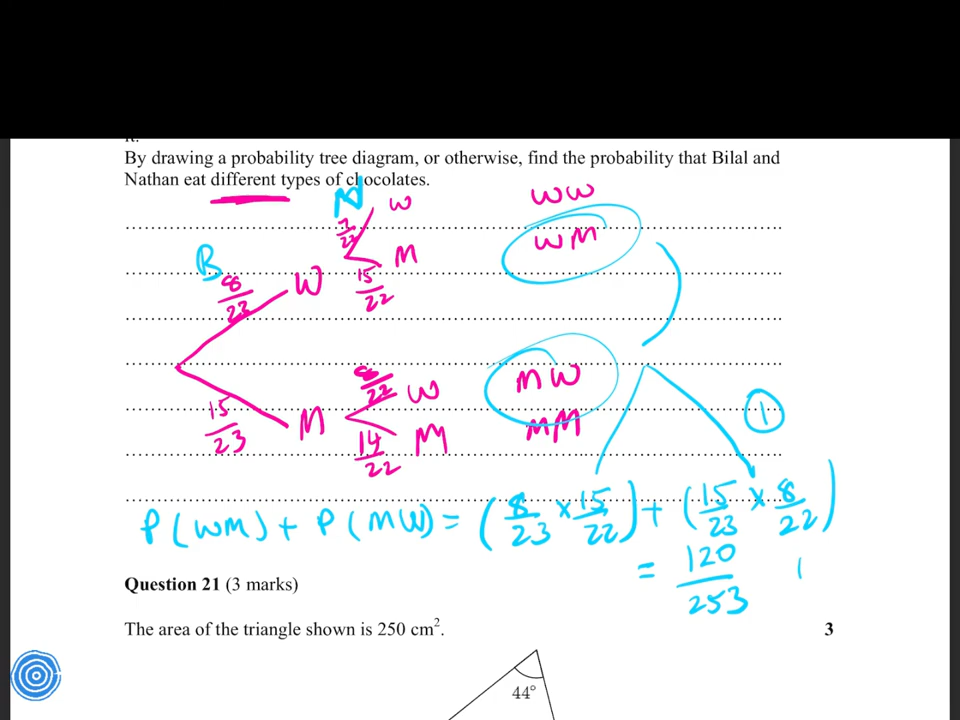 By drawing a probability tree diagram, or otherwise, find the probability that Bilal and
Nathan eat different types of chocolates.
N
W
WW
7/22
WM
B
M
8/23
W
15/22
8/22
W
MW
15/23
M
1
14/22
M
MM
P(WM) + P(MW) = (8/23 × 15/22) + (15/23 × 8/22)
= 120/253
Question 21 (3 marks)
The area of the triangle shown is 250 cm².
3
44°